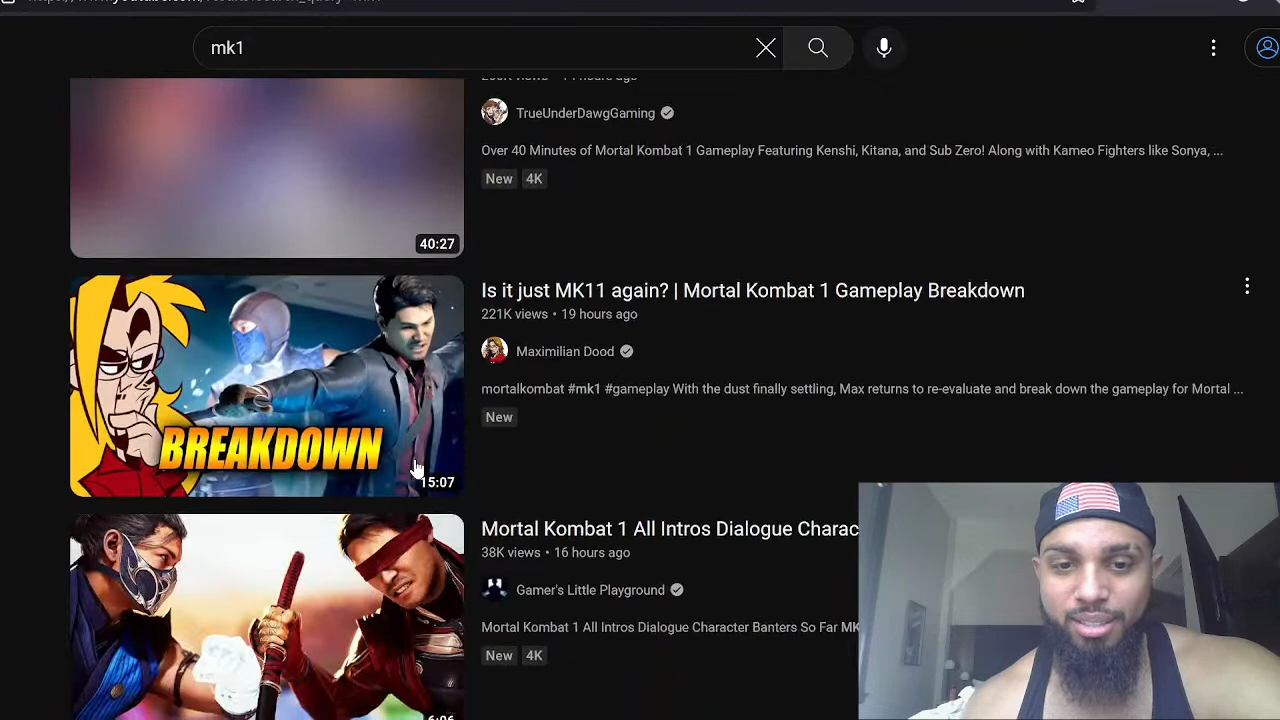 mk1
TrueUnderDawgGaming
Over 40 Minutes of Mortal Kombat 1 Gameplay Featuring Kenshi, Kitana, and Sub Zero! Along with Kameo Fighters like Sonya, ...
New 4K
40:27
Is it just MK11 again? | Mortal Kombat 1 Gameplay Breakdown
221K views • 19 hours ago
Maximilian Dood
mortalkombat #mk1 #gameplay With the dust finally settling, Max returns to re-evaluate and break down the gameplay for Mortal ...
New
BREAKDOWN
15:07
Mortal Kombat 1 All Intros Dialogue Charac
38K views • 16 hours ago
Gamer's Little Playground
Mortal Kombat 1 All Intros Dialogue Character Banters So Far MK
New 4K